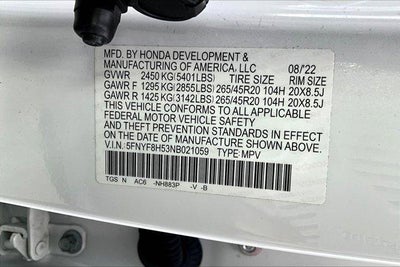 MFD. BY HONDA DEVELOPMENT &
MANUFACTURING OF AMERICA, LLC 08/'22
GVWR 2450 KG (5401LBS) TIRE SIZE RIM SIZE
GAWR F 1295 KG (2855LBS) 265/45R20 104H 20X8.5J
GAWR R 1425 KG (3142LBS) 265/45R20 104H 20X8.5J
THIS VEHICLE CONFORMS TO ALL APPLICABLE
FEDERAL MOTOR VEHICLE SAFETY
STANDARDS IN EFFECT
ON THE DATE OF MANUFACTURE SHOWN ABOVE.
V.I.N. 5FNYF8H53NB021059 TYPE: MPV
TGS N AC6 -NH883P -V -B